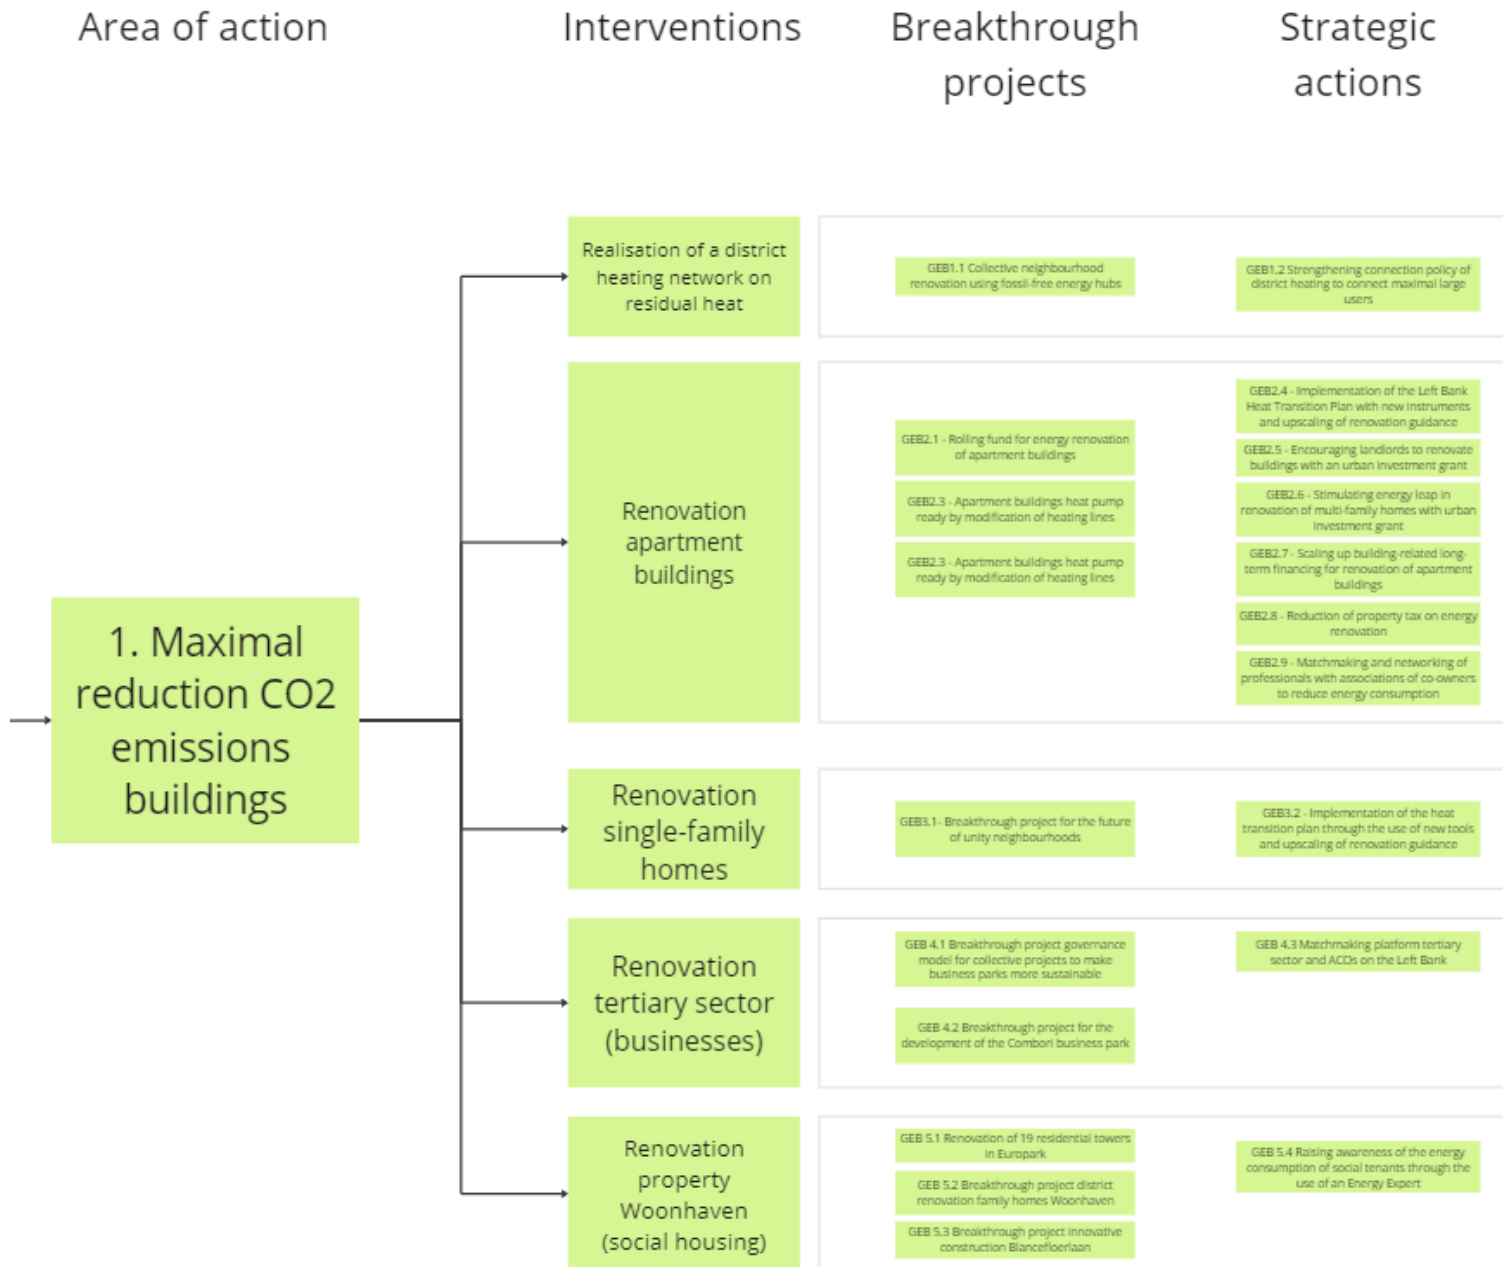 Area of action
Interventions
Breakthrough
projects
Strategic
actions
1. Maximal
reduction CO2
emissions
buildings
Realisation of a district
heating network on
residual heat
GEB1.1 Collective neighbourhood
renovation using fossil-free energy hubs
GEB1.2 Strengthening connection policy of
district heating to connect maximal large
users
Renovation
apartment
buildings
GEB2.1 - Rolling fund for energy renovation
of apartment buildings
GEB2.3 - Apartment buildings heat pump
ready by modification of heating lines
GEB2.3 - Apartment buildings heat pump
ready by modification of heating lines
GEB2.4 - Implementation of the Left Bank
Heat Transition Plan with new instruments
and upscaling of renovation guidance
GEB2.5 - Encouraging landlords to renovate
buildings with an urban investment grant
GEB2.6 - Stimulating energy leap in
renovation of multi-family homes with urban
investment grant
GEB2.7 - Scaling up building-related long-
term financing for renovation of apartment
buildings
GEB2.8 - Reduction of property tax on energy
renovation
GEB2.9 - Matchmaking and networking of
professionals with associations of co-owners
to reduce energy consumption
Renovation
single-family
homes
GEB3.1- Breakthrough project for the future
of unity neighbourhoods
GEB3.2 - Implementation of the heat
transition plan through the use of new tools
and upscaling of renovation guidance
Renovation
tertiary sector
(businesses)
GEB 4.1 Breakthrough project governance
model for collective projects to make
business parks more sustainable
GEB 4.2 Breakthrough project for the
development of the Combori business park
GEB 4.3 Matchmaking platform tertiary
sector and ACOs on the Left Bank
Renovation
property
Woonhaven
(social housing)
GEB 5.1 Renovation of 19 residential towers
in Europark
GEB 5.2 Breakthrough project district
renovation family homes Woonhaven
GEB 5.3 Breakthrough project innovative
construction Blancefloerlaan
GEB 5.4 Raising awareness of the energy
consumption of social tenants through the
use of an Energy Expert